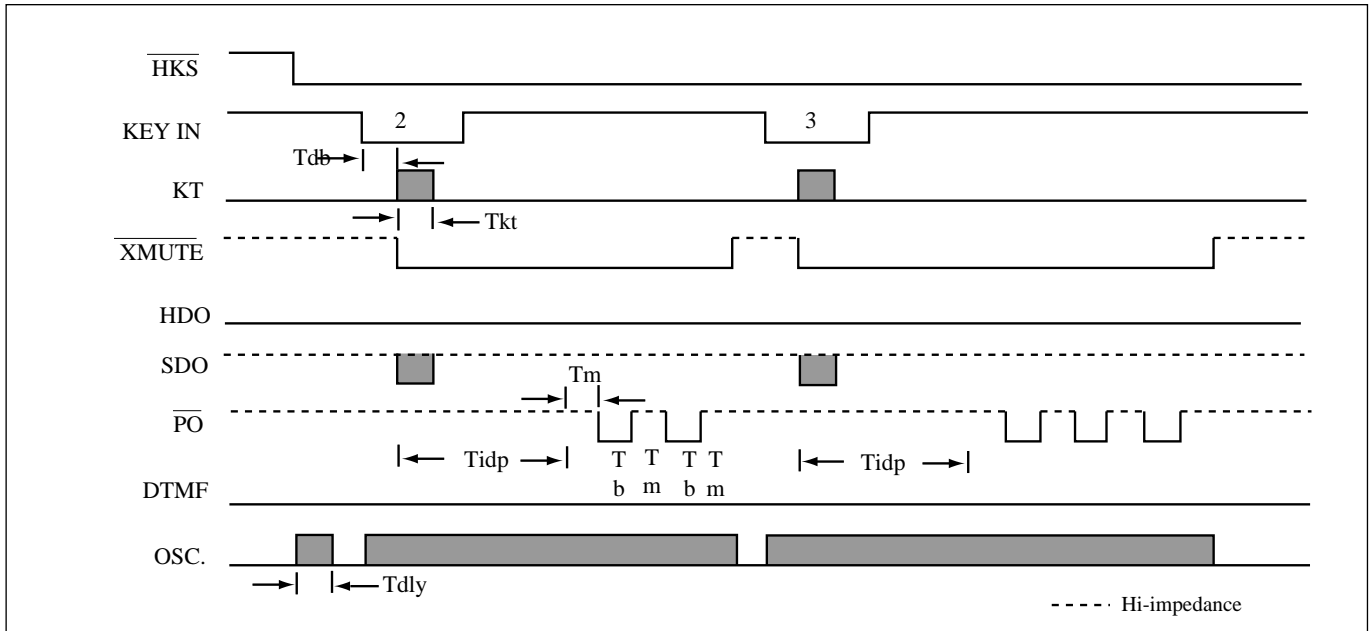 HKS
KEY IN
2
3
Tdb
KT
Tkt
XMUTE
HDO
SDO
Tm
PO
Tidp
T
b
T
m
T
b
T
m
Tidp
DTMF
OSC.
Tdly
Hi-impedance